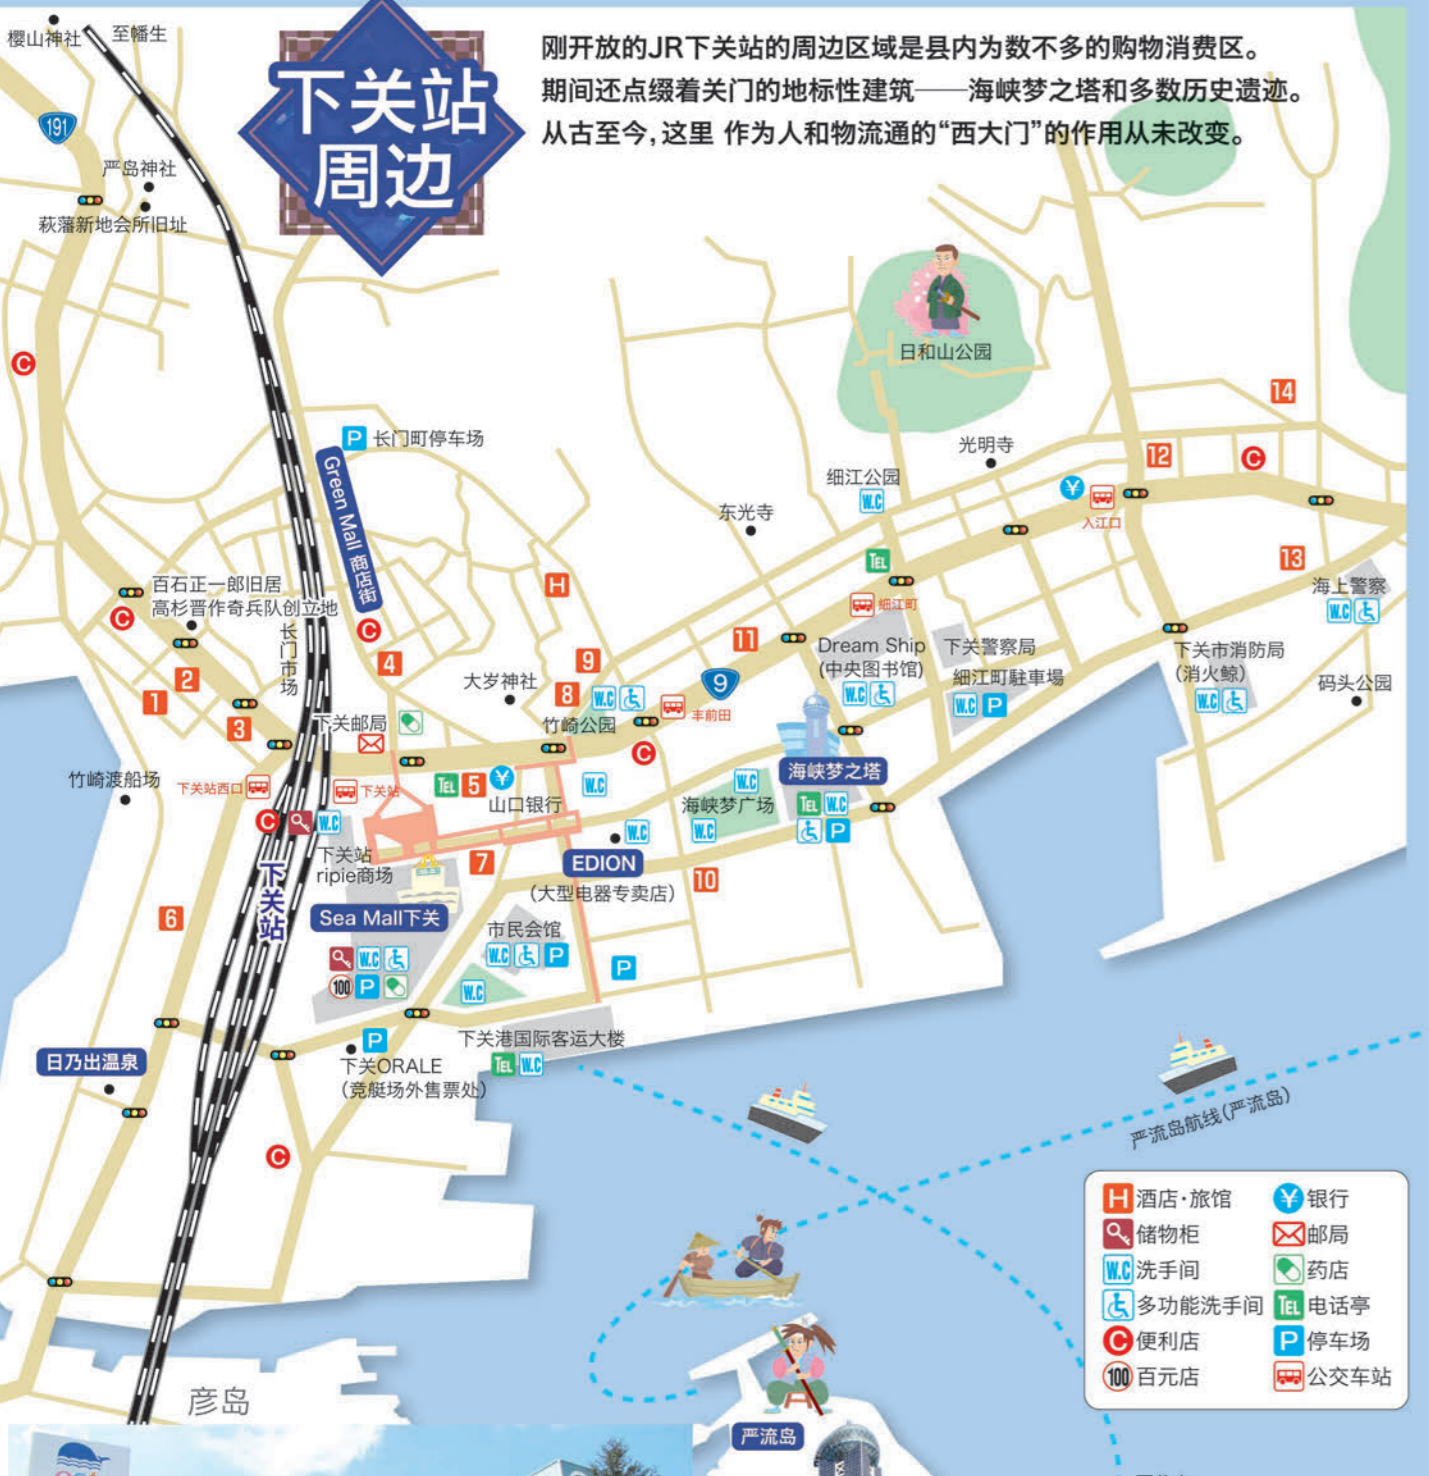 樱山神社
至幡生
下关站
周边
刚开放的JR下关站的周边区域是县内为数不多的购物消费区。
期间还点缀着关门的地标性建筑——海峡梦之塔和多数历史遗迹。
从古至今,这里 作为人和物流通的“西大门”的作用从未改变。
191
严岛神社
萩藩新地会所旧址
C
日和山公园
14
P 长门町停车场
Green Mall 商店街
光明寺
12
C
细江公园
W.C
¥
入江口
东光寺
TEL
细江町
H
13
海上警察
W.C
百石正一郎旧居
高杉晋作奇兵队创立地
C
长门市场
C
4
11
9
Dream Ship
(中央图书馆)
W.C
下关警察局
細江町駐車場
W.C P
下关市消防局
(消火鲸)
W.C
码头公园
2
1
3
大岁神社
9
8
W.C
竹崎公园
丰前田
C
下关邮局
竹崎渡船场
下关站西口
下关站
TEL 5 ¥
山口银行
W.C
W.C
海峡梦广场
W.C
海峡梦之塔
TEL W.C
P
C
W.C
下关站
下关站
ripie商场
7
W.C
EDION
(大型电器专卖店)
10
6
Sea Mall下关
W.C
100 P
市民会馆
W.C P
P
W.C
日乃出温泉
P
下关ORALE
(竞艇场外售票处)
下关港国际客运大楼
TEL W.C
C
严流岛航线(严流岛)
H 酒店·旅馆
¥ 银行
储物柜
邮局
W.C 洗手间
药店
多功能洗手间
TEL 电话亭
C 便利店
P 停车场
100 百元店
公交车站
彦岛
严流岛